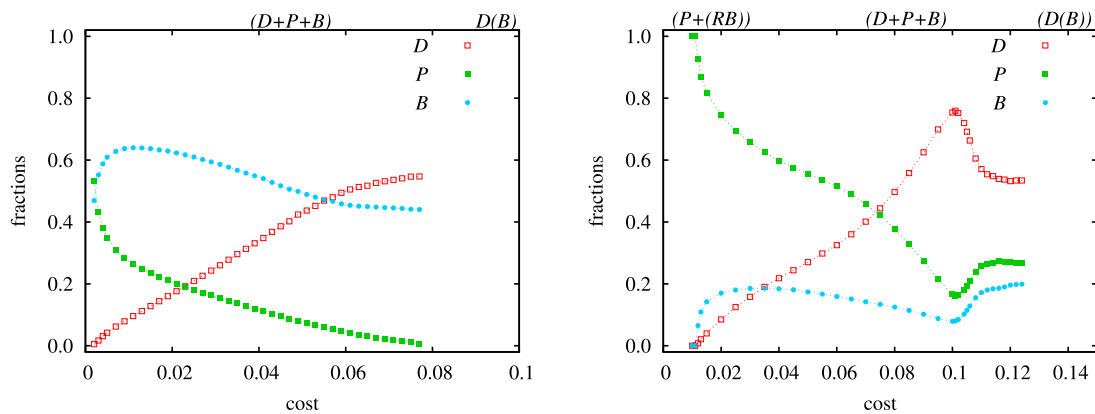 (D+P+B) D(B)
1.0
0.8
0.6
0.4
0.2
0.0
fractions
D
P
B
0 0.02 0.04 0.06 0.08 0.1
cost
(P+(RB)) (D+P+B) (D(B))
1.0
0.8
0.6
0.4
0.2
0.0
fractions
D
P
B
0 0.02 0.04 0.06 0.08 0.1 0.12 0.14
cost